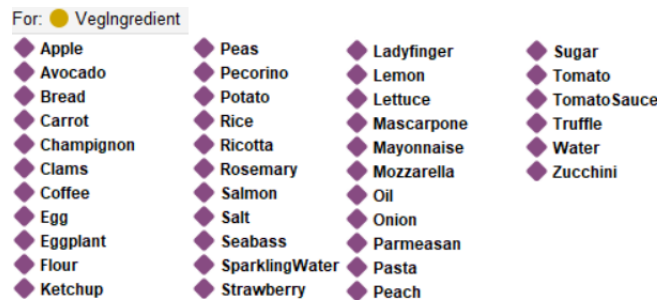 For: VegIngredient
Apple
Avocado
Bread
Carrot
Champignon
Clams
Coffee
Egg
Eggplant
Flour
Ketchup
Peas
Pecorino
Potato
Rice
Ricotta
Rosemary
Salmon
Salt
Seabass
SparklingWater
Strawberry
Ladyfinger
Lemon
Lettuce
Mascarpone
Mayonnaise
Mozzarella
Oil
Onion
Parmeasan
Pasta
Peach
Sugar
Tomato
TomatoSauce
Truffle
Water
Zucchini